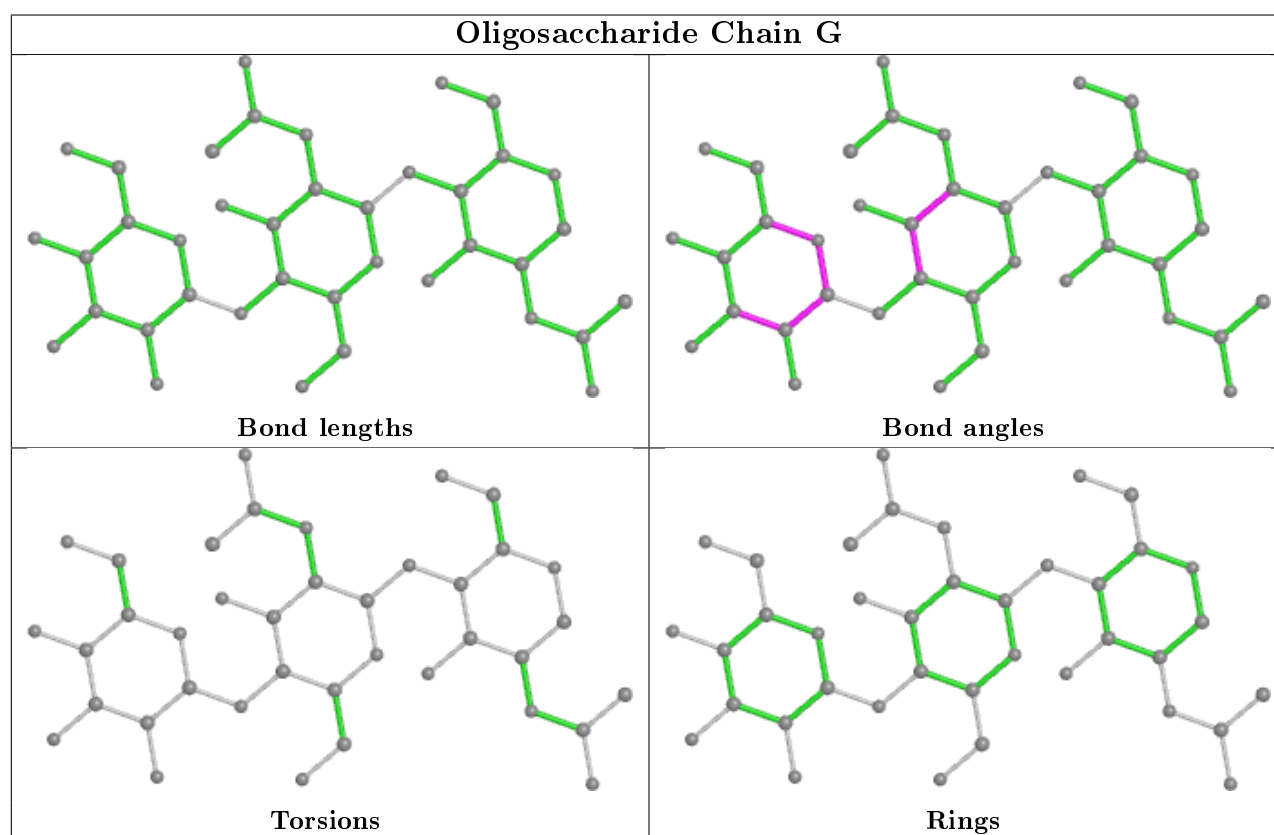 Oligosaccharide Chain G
Bond lengths
Bond angles
Torsions
Rings